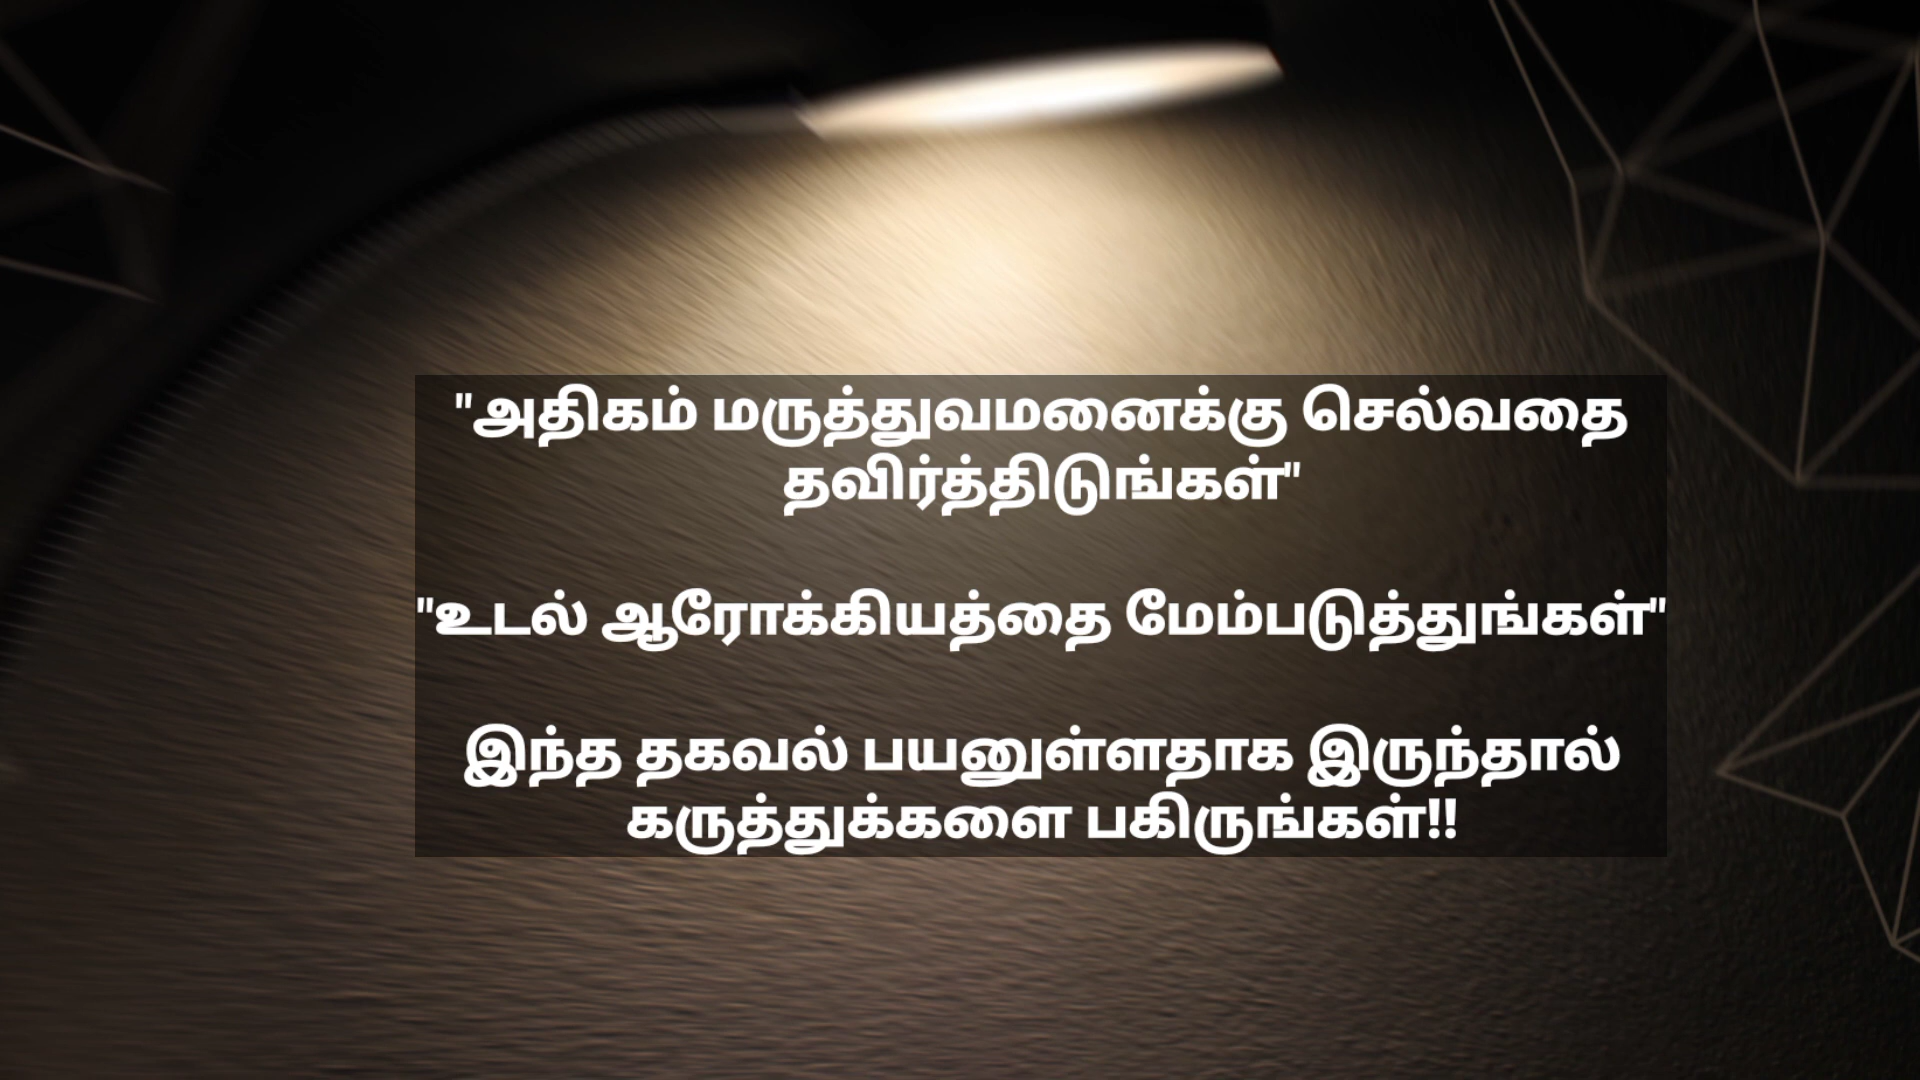 "அதிகம் மருத்துவமனைக்கு செல்வதை
தவிர்த்திடுங்கள்"
"உடல் ஆரோக்கியத்தை மேம்படுத்துங்கள்"
இந்த தகவல் பயனுள்ளதாக இருந்தால்
கருத்துக்களை பகிருங்கள்!!